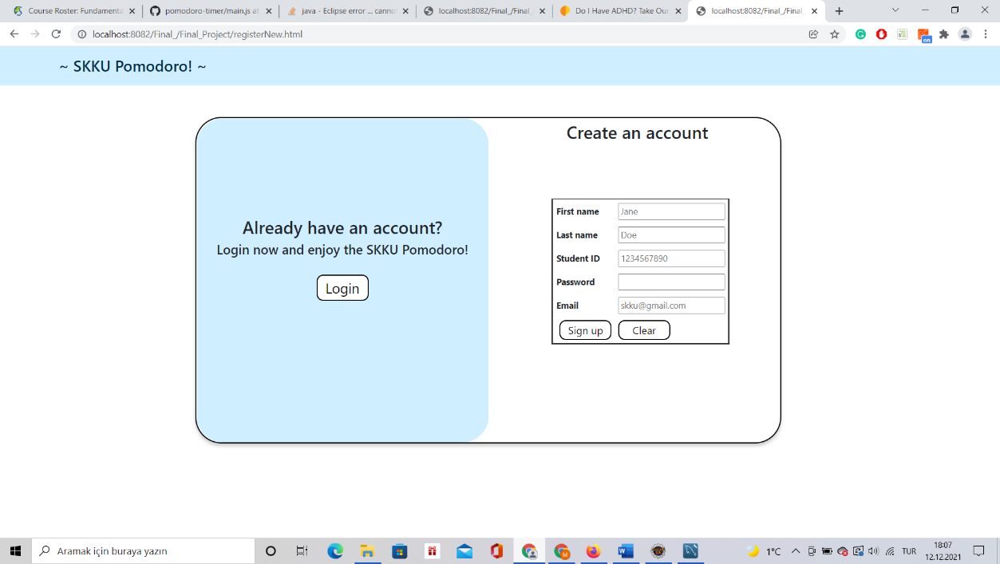 Course Roster: Fundamenta
pomodoro-timer/main.js at
java - Eclipse error ... cannot
localhost:8082/Final_/Final_
Do I Have ADHD? Take Our
localhost:8082/Final_/Final_
localhost:8082/Final_/Final_Project/registerNew.html
on
~ SKKU Pomodoro! ~
Already have an account?
Login now and enjoy the SKKU Pomodoro!
Login
Create an account
First name Jane
Last name Doe
Student ID 1234567890
Password
Email skku@gmail.com
Sign up Clear
Aramak için buraya yazın
1°C
TUR
18:07
12.12.2021